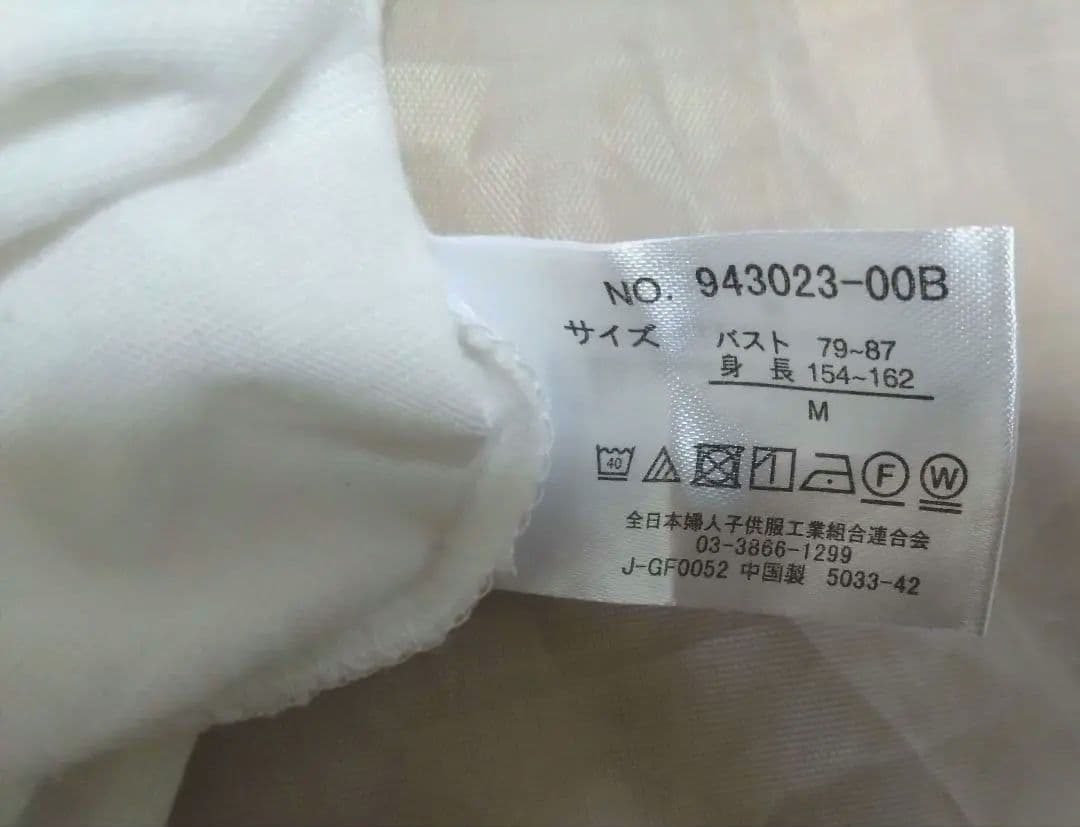 NO. 943023-00B
サイズ
バスト 79~87
身 長 154~162
M
40
F W
全日本婦人子供服工業組合連合会
03-3866-1299
J-GF0052 中国製 5033-42